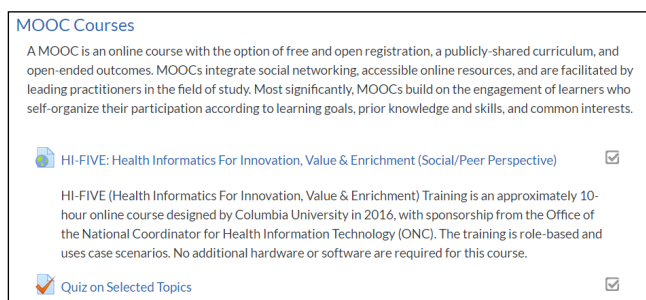 MOOC Courses
A MOOC is an online course with the option of free and open registration, a publicly-shared curriculum, and
open-ended outcomes. MOOCs integrate social networking, accessible online resources, and are facilitated by
leading practitioners in the field of study. Most significantly, MOOCs build on the engagement of learners who
self-organize their participation according to learning goals, prior knowledge and skills, and common interests.
HI-FIVE: Health Informatics For Innovation, Value & Enrichment (Social/Peer Perspective)
HI-FIVE (Health Informatics For Innovation, Value & Enrichment) Training is an approximately 10-
hour online course designed by Columbia University in 2016, with sponsorship from the Office of
the National Coordinator for Health Information Technology (ONC). The training is role-based and
uses case scenarios. No additional hardware or software are required for this course.
Quiz on Selected Topics